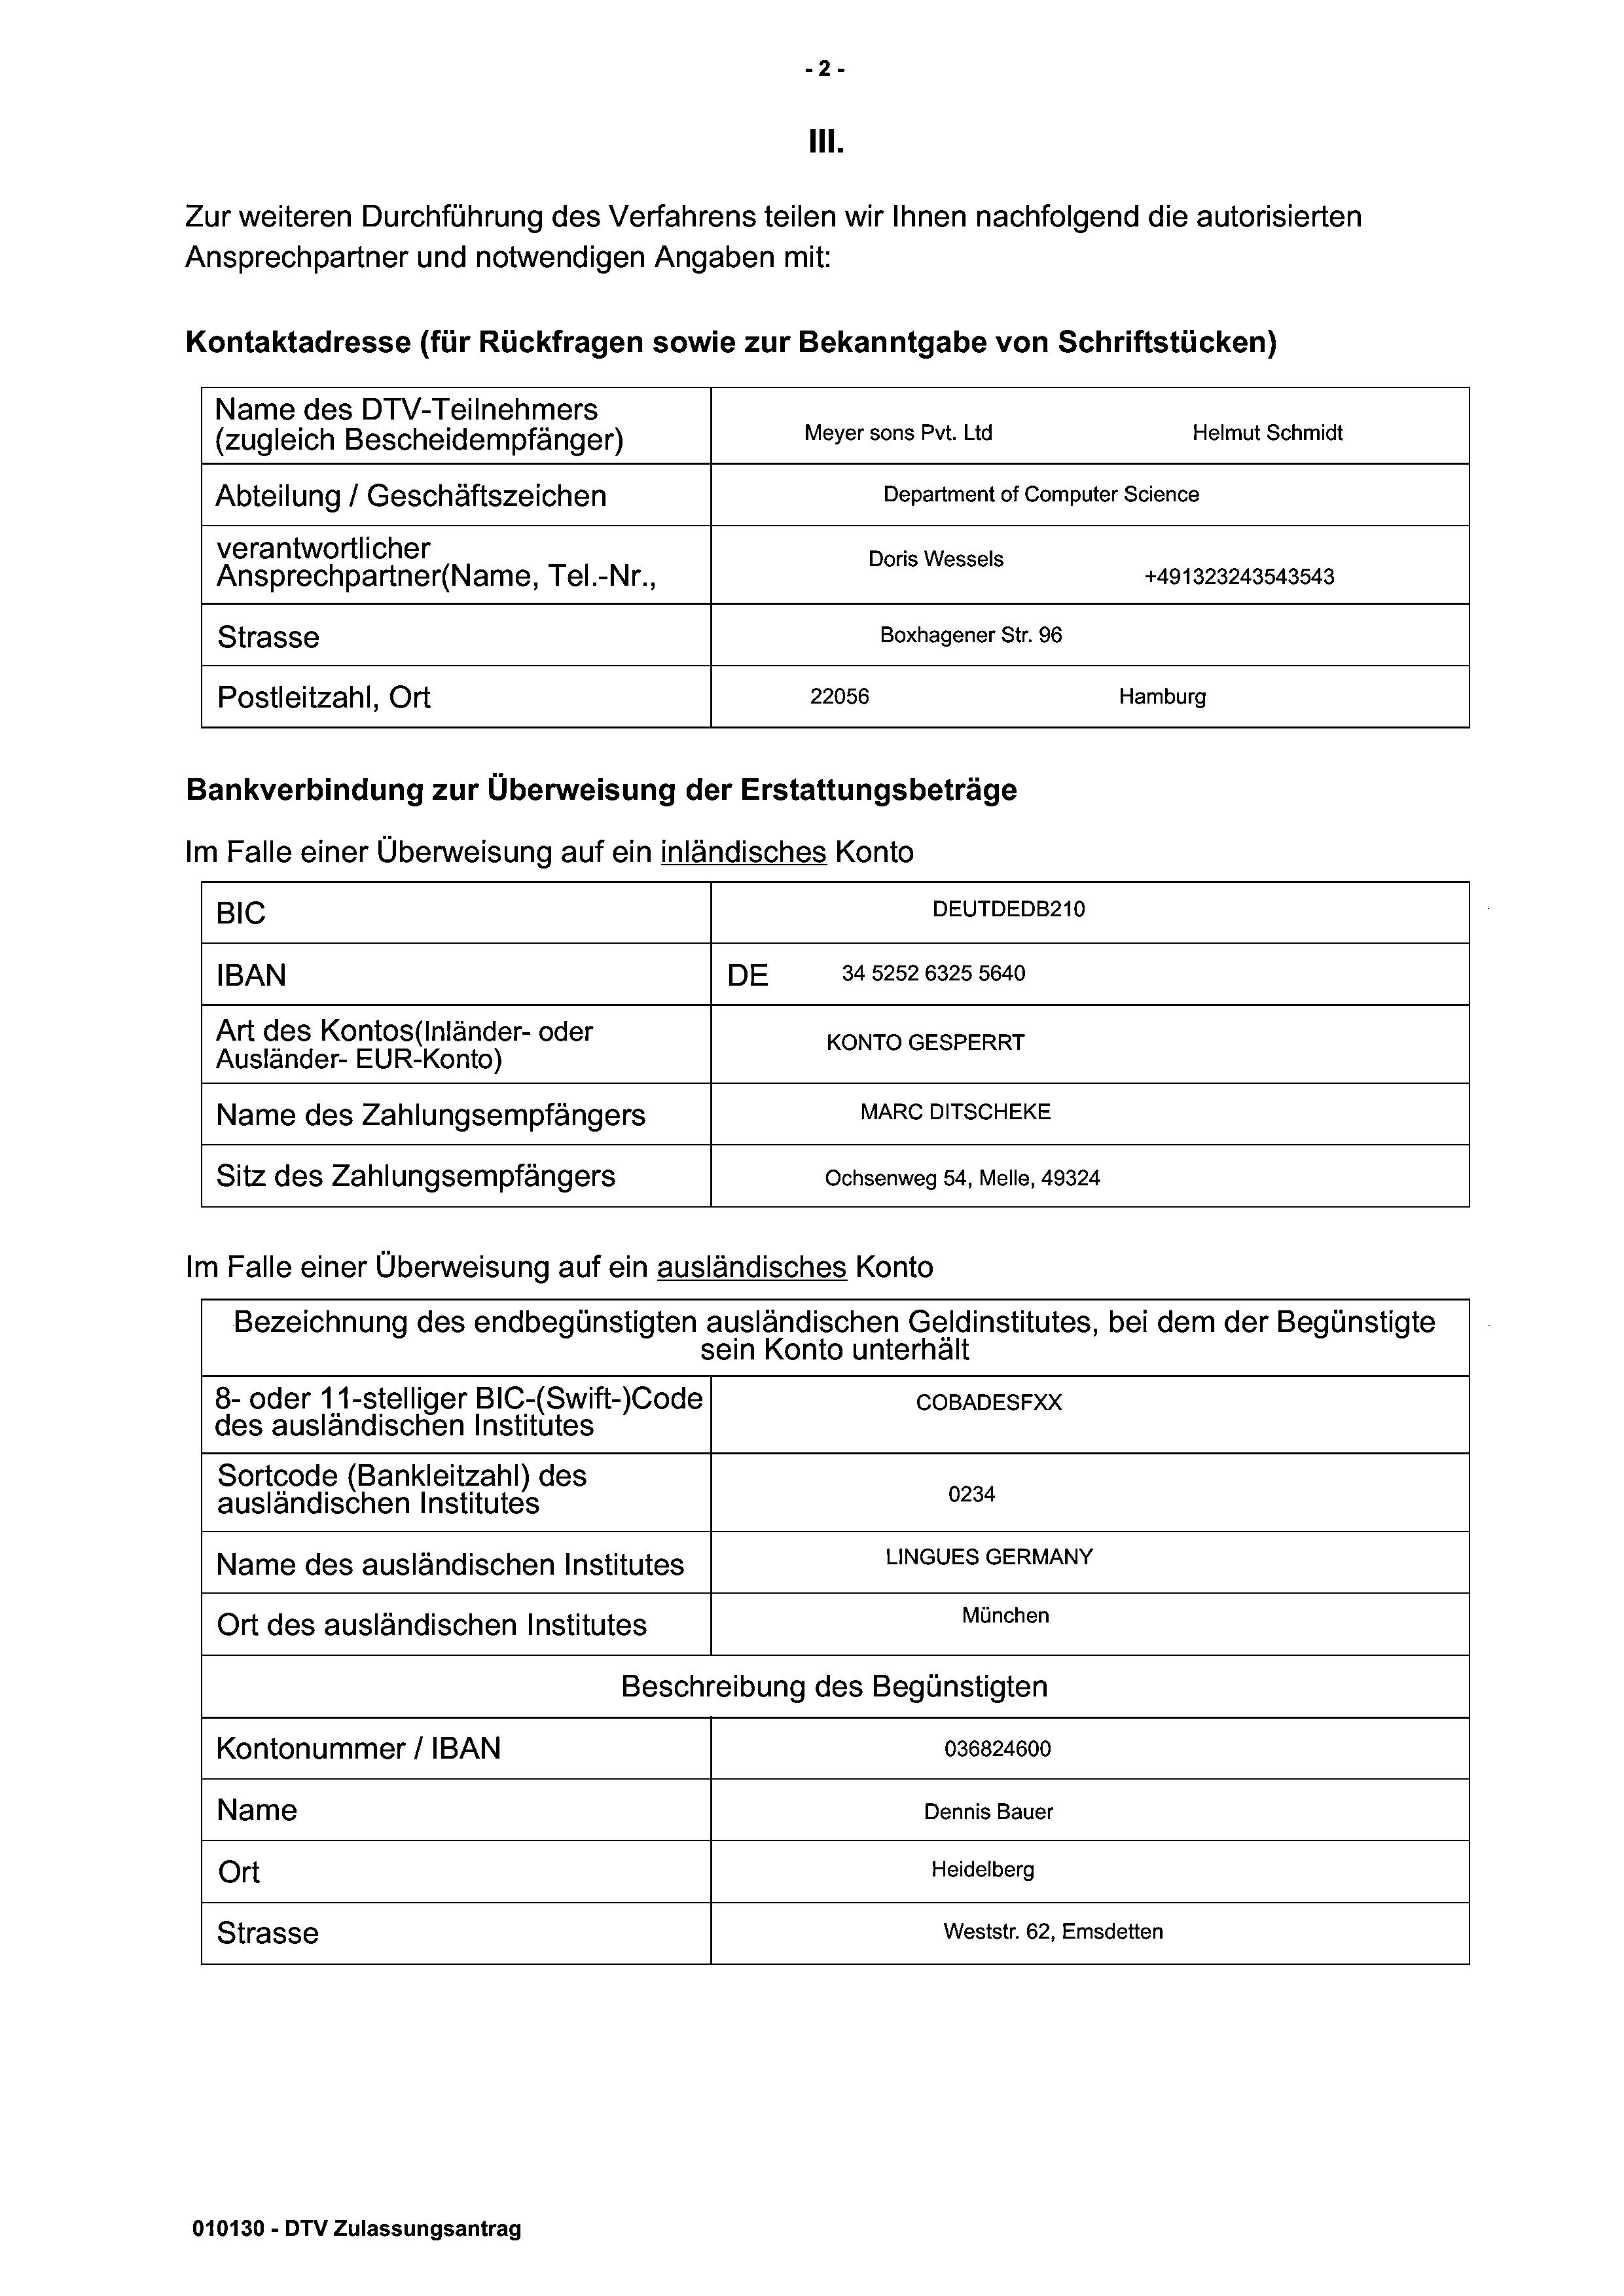 - 2 -
III.
Zur weiteren Durchführung des Verfahrens teilen wir Ihnen nachfolgend die autorisierten
Ansprechpartner und notwendigen Angaben mit:
Kontaktadresse (für Rückfragen sowie zur Bekanntgabe von Schriftstücken)
Name des DTV-Teilnehmers
(zugleich Bescheidempfänger)
Meyer sons Pvt. Ltd Helmut Schmidt
Abteilung / Geschäftszeichen Department of Computer Science
verantwortlicher
Ansprechpartner(Name, Tel.-Nr.,
Doris Wessels +491323243543543
Strasse Boxhagener Str. 96
Postleitzahl, Ort 22056 Hamburg
Bankverbindung zur Überweisung der Erstattungsbeträge
Im Falle einer Überweisung auf ein inländisches Konto
BIC DEUTDEDB210
IBAN DE 34 5252 6325 5640
Art des Kontos(Inländer- oder
Ausländer- EUR-Konto)
KONTO GESPERRT
Name des Zahlungsempfängers MARC DITSCHEKE
Sitz des Zahlungsempfängers Ochsenweg 54, Melle, 49324
Im Falle einer Überweisung auf ein ausländisches Konto
Bezeichnung des endbegünstigten ausländischen Geldinstitutes, bei dem der Begünstigte
sein Konto unterhält
8- oder 11-stelliger BIC-(Swift-)Code
des ausländischen Institutes
COBADESFXX
Sortcode (Bankleitzahl) des
ausländischen Institutes
0234
Name des ausländischen Institutes LINGUES GERMANY
Ort des ausländischen Institutes München
Beschreibung des Begünstigten
Kontonummer / IBAN 036824600
Name Dennis Bauer
Ort Heidelberg
Strasse Weststr. 62, Emsdetten
010130 - DTV Zulassungsantrag